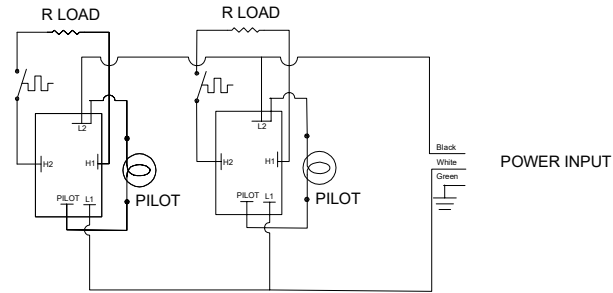 R LOAD
R LOAD
L2
L2
H2
H1
H2
H1
PILOT
L1
PILOT
L1
PILOT
PILOT
Black
White
Green
POWER INPUT